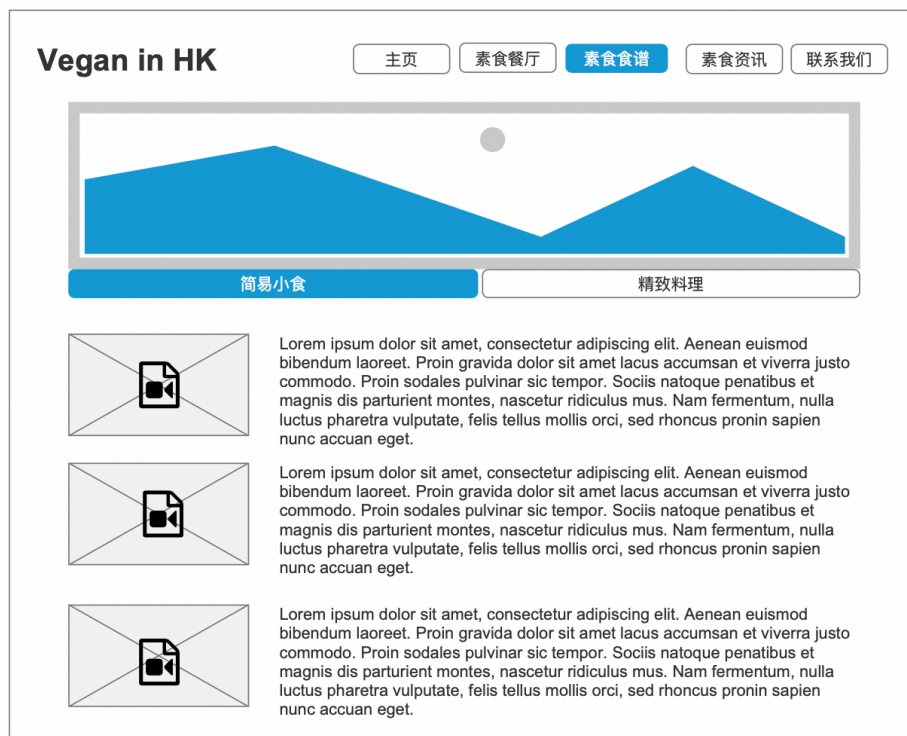 Vegan in HK
主页
素食餐厅
素食食谱
素食资讯
联系我们
简易小食
精致料理
Lorem ipsum dolor sit amet, consectetur adipiscing elit. Aenean euismod
bibendum laoreet. Proin gravida dolor sit amet lacus accumsan et viverra justo
commodo. Proin sodales pulvinar sic tempor. Sociis natoque penatibus et
magnis dis parturient montes, nascetur ridiculus mus. Nam fermentum, nulla
luctus pharetra vulputate, felis tellus mollis orci, sed rhoncus pronin sapien
nunc accuan eget.
Lorem ipsum dolor sit amet, consectetur adipiscing elit. Aenean euismod
bibendum laoreet. Proin gravida dolor sit amet lacus accumsan et viverra justo
commodo. Proin sodales pulvinar sic tempor. Sociis natoque penatibus et
magnis dis parturient montes, nascetur ridiculus mus. Nam fermentum, nulla
luctus pharetra vulputate, felis tellus mollis orci, sed rhoncus pronin sapien
nunc accuan eget.
Lorem ipsum dolor sit amet, consectetur adipiscing elit. Aenean euismod
bibendum laoreet. Proin gravida dolor sit amet lacus accumsan et viverra justo
commodo. Proin sodales pulvinar sic tempor. Sociis natoque penatibus et
magnis dis parturient montes, nascetur ridiculus mus. Nam fermentum, nulla
luctus pharetra vulputate, felis tellus mollis orci, sed rhoncus pronin sapien
nunc accuan eget.